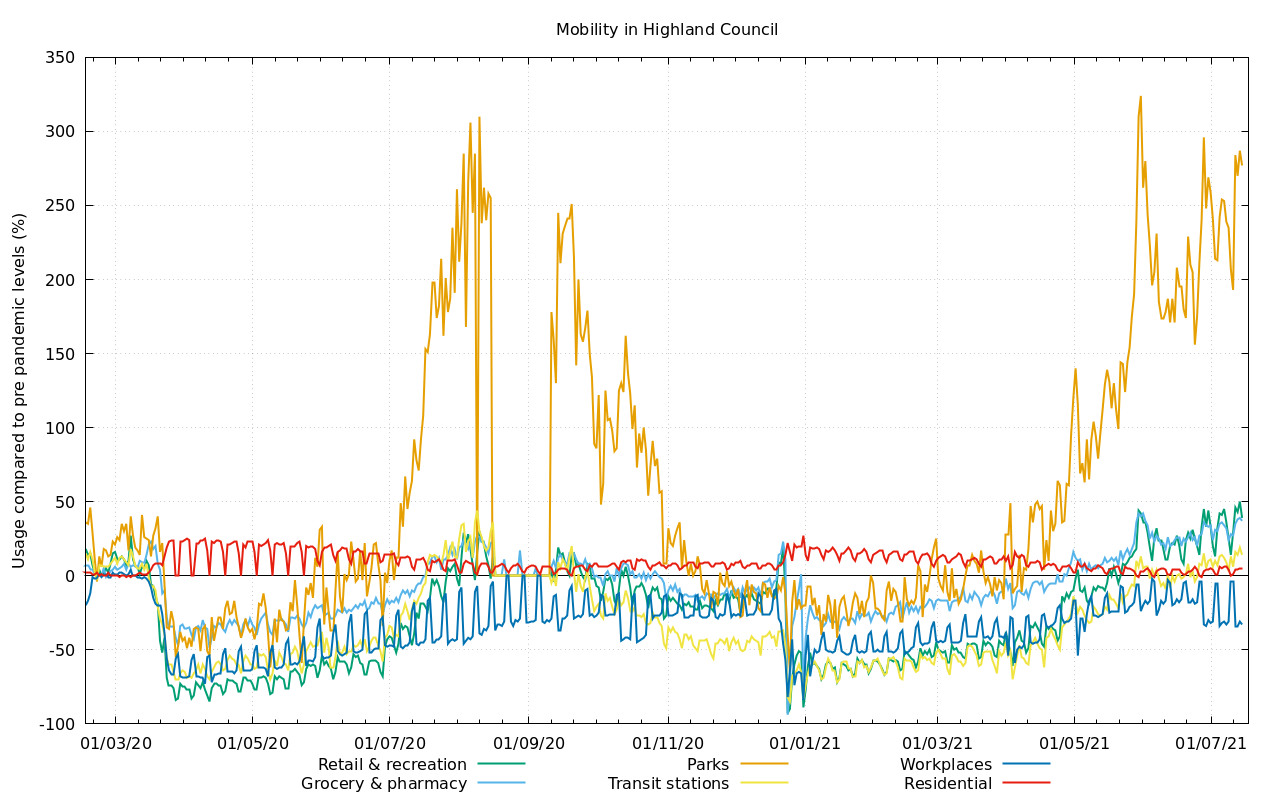 Mobility in Highland Council
Usage compared to pre pandemic levels (%)
350
300
250
200
150
100
50
0
-50
-100
01/03/20 01/05/20 01/07/20 01/09/20 01/11/20 01/01/21 01/03/21 01/05/21 01/07/21
Retail & recreation Parks Workplaces
Grocery & pharmacy Transit stations Residential